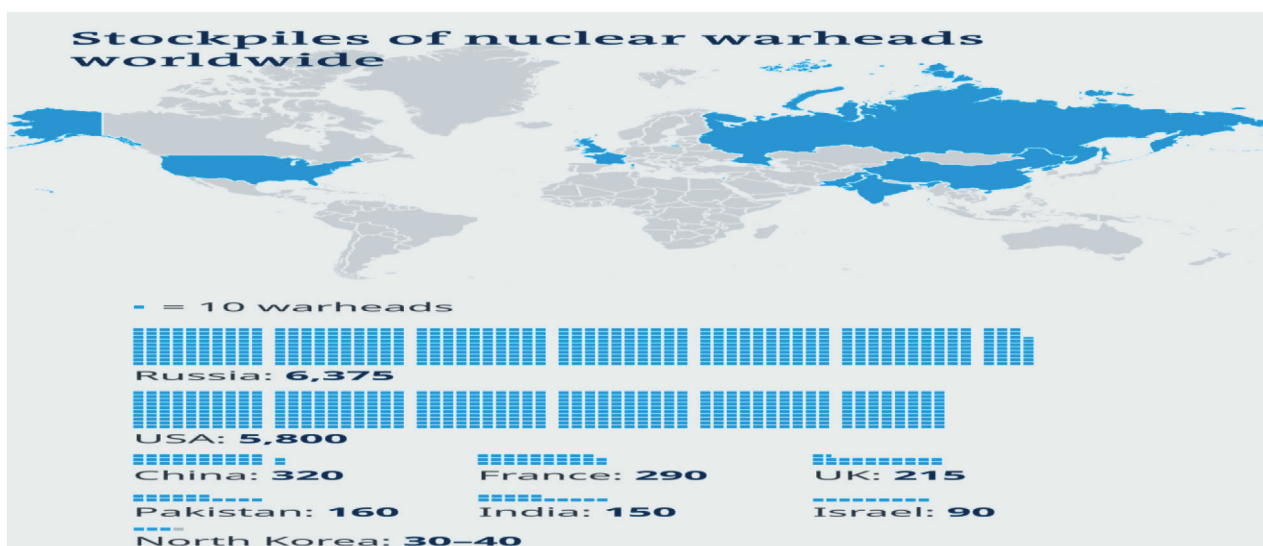 Stockpiles of nuclear warheads
worldwide
= 10 warheads
Russia: 6,375
USA: 5,800
China: 320 France: 290 UK: 215
Pakistan: 160 India: 150 Israel: 90
North Korea: 30–40